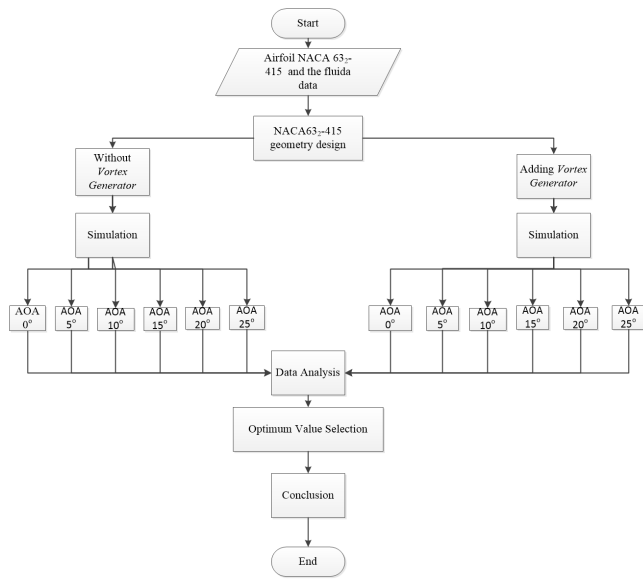 Start
Airfoil NACA 63₂-
415 and the fluida
data
NACA63₂-415
geometry design
Without
Vortex
Generator
Adding Vortex
Generator
Simulation
Simulation
AOA
0°
AOA
5°
AOA
10°
AOA
15°
AOA
20°
AOA
25°
AOA
0°
AOA
5°
AOA
10°
AOA
15°
AOA
20°
AOA
25°
Data Analysis
Optimum Value Selection
Conclusion
End